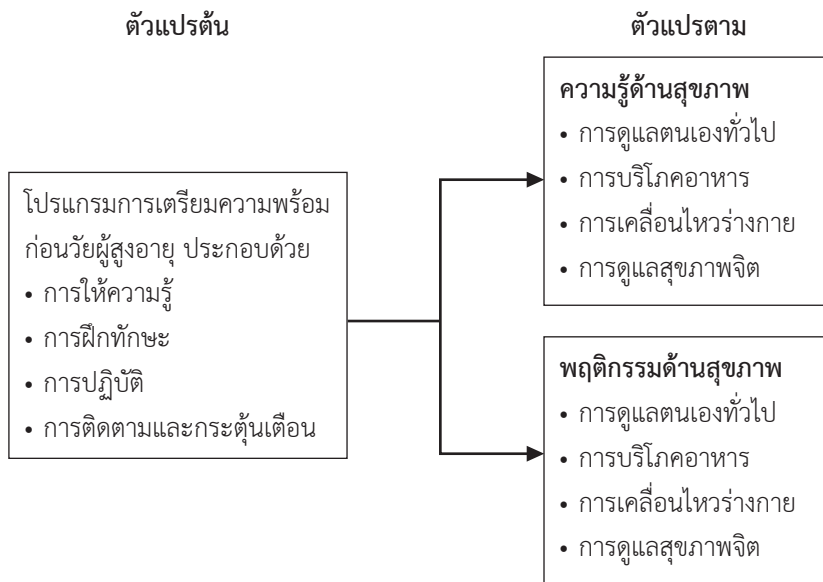 ตัวแปรต้น
ตัวแปรตาม
โปรแกรมการเตรียมความพร้อม
ก่อนวัยผู้สูงอายุ ประกอบด้วย
• การให้ความรู้
• การฝึกทักษะ
• การปฏิบัติ
• การติดตามและกระตุ้นเตือน
ความรู้ด้านสุขภาพ
• การดูแลตนเองทั่วไป
• การบริโภคอาหาร
• การเคลื่อนไหวร่างกาย
• การดูแลสุขภาพจิต
พฤติกรรมด้านสุขภาพ
• การดูแลตนเองทั่วไป
• การบริโภคอาหาร
• การเคลื่อนไหวร่างกาย
• การดูแลสุขภาพจิต